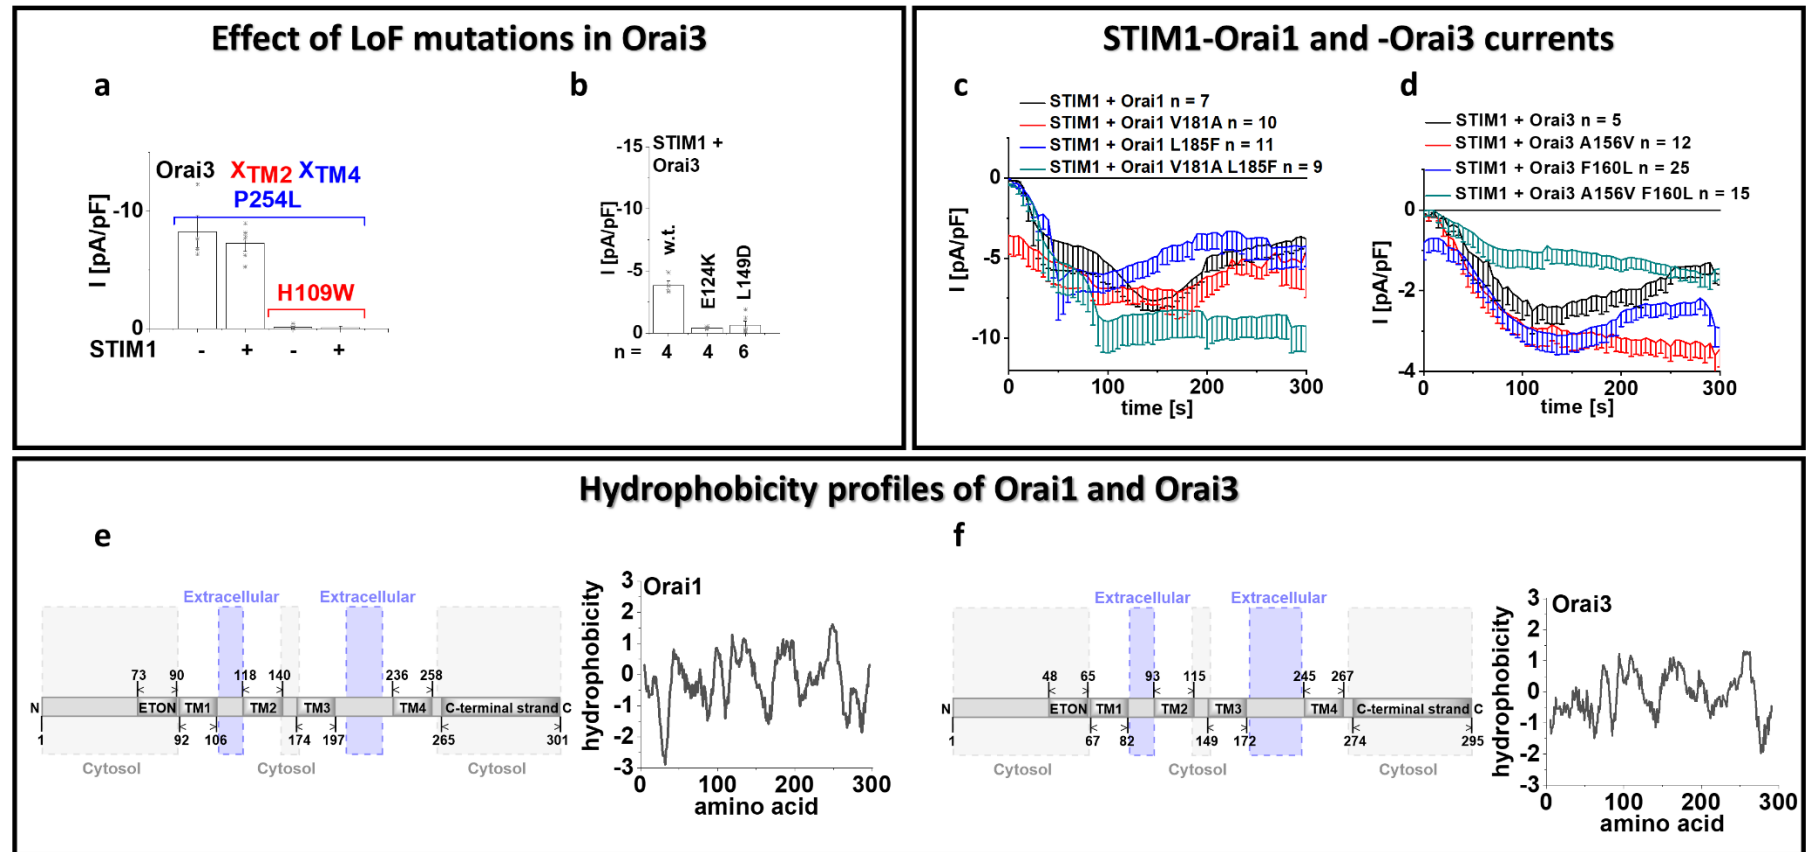 Effect of LoF mutations in Orai3
a
Orai3 XTM2 XTM4
P254L
-10
I [pA/pF]
H109W
0
STIM1 - + - +
b
STIM1 +
Orai3
-15
-10
I [pA/pF]
-5
0
w.t.
E124K
L149D
n = 4 4 6
STIM1-Orai1 and -Orai3 currents
c
STIM1 + Orai1 n = 7
STIM1 + Orai1 V181A n = 10
STIM1 + Orai1 L185F n = 11
STIM1 + Orai1 V181A L185F n = 9
0
-5
-10
I [pA/pF]
0 100 200 300
time [s]
d
STIM1 + Orai3 n = 5
STIM1 + Orai3 A156V n = 12
STIM1 + Orai3 F160L n = 25
STIM1 + Orai3 A156V F160L n = 15
0
-2
-4
I [pA/pF]
0 100 200 300
time [s]
Hydrophobicity profiles of Orai1 and Orai3
e
Extracellular Extracellular
73 90 118 140 236 258
N ETON TM1 TM2 TM3 TM4 C-terminal strand C
1 92 106 174 197 265 301
Cytosol Cytosol Cytosol
Orai1
hydrophobicity
3
2
1
0
-1
-2
-3
0 100 200 300
amino acid
f
Extracellular Extracellular
48 65 93 115 245 267
N ETON TM1 TM2 TM3 TM4 C-terminal strand C
1 67 82 149 172 274 295
Cytosol Cytosol Cytosol
Orai3
hydrophobicity
3
2
1
0
-1
-2
-3
0 100 200 300
amino acid